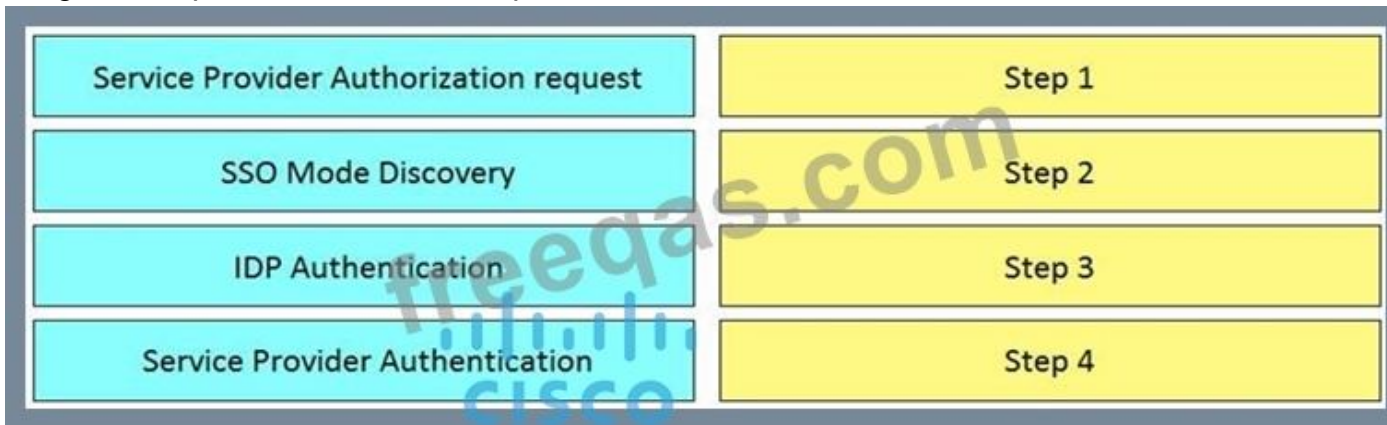 Service Provider Authorization request
Step 1
SSO Mode Discovery
Step 2
IDP Authentication
Step 3
Service Provider Authentication
Step 4
freeqas.com
CISCO